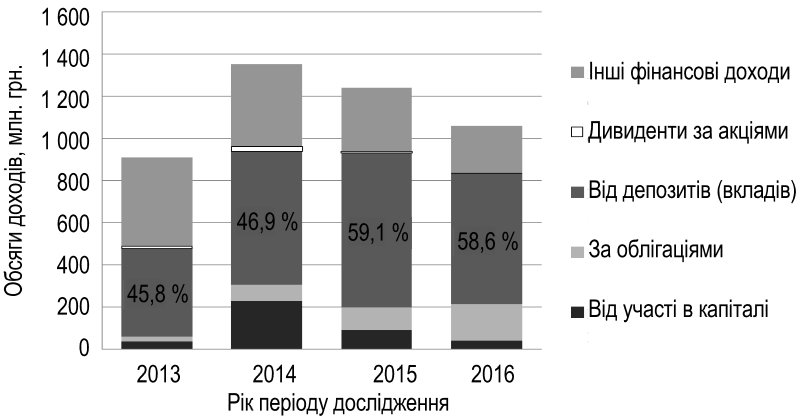 1 600
1 400
1 200
1 000
800
600
400
200
0
Обсяги доходів, млн. грн.
45,8 %
46,9 %
59,1 %
58,6 %
2013
2014
2015
2016
Рік періоду дослідження
Інші фінансові доходи
Дивиденти за акціями
Від депозитів (вкладів)
За облігаціями
Від участі в капіталі